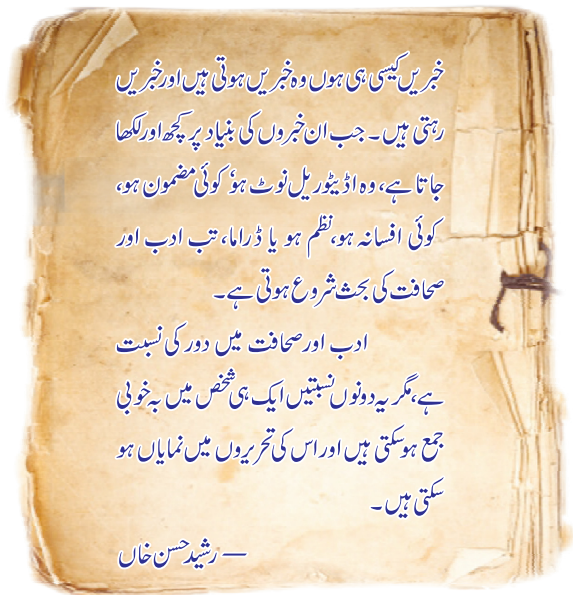 خبریں کیسی ہی ہوں وہ خبریں ہوتی ہیں اور خبریں
رہتی ہیں۔ جب ان خبروں کی بنیاد پر کچھ اور لکھا
جاتا ہے، وہ اڈیٹوریل نوٹ ہو، کوئی مضمون ہو،
کوئی افسانہ ہو، نظم ہو یا ڈراما، تب ادب اور
صحافت کی بحث شروع ہوتی ہے۔
ادب اور صحافت میں دور کی نسبت
ہے، مگر یہ دونوں نسبتیں ایک ہی شخص میں بہ خوبی
جمع ہوسکتی ہیں اور اس کی تحریروں میں نمایاں ہو
سکتی ہیں۔
— رشید حسن خاں